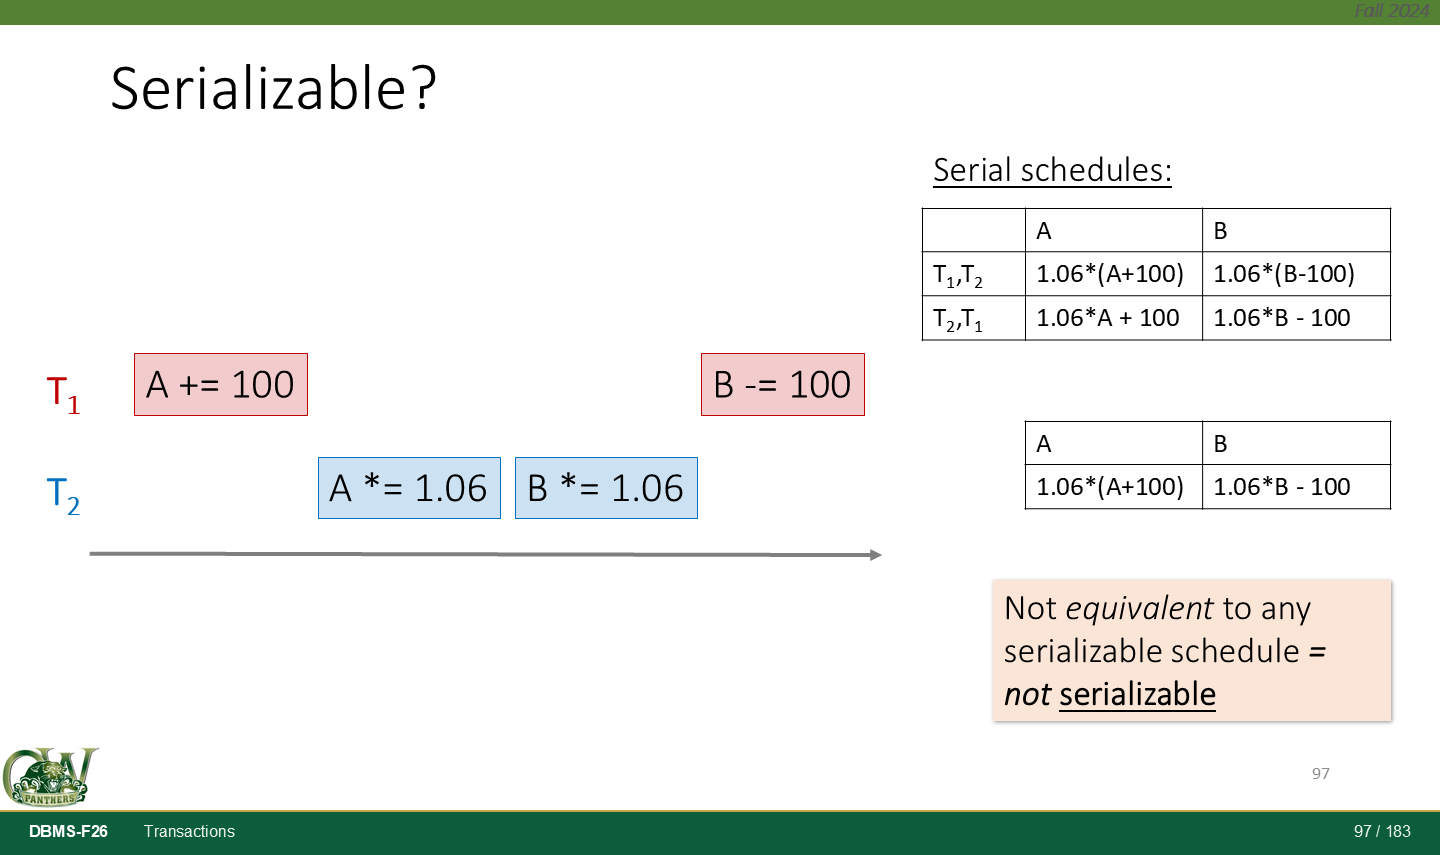 Fall 2024
Serializable?
Serial schedules:
A B
T1,T2 1.06*(A+100) 1.06*(B-100)
T2,T1 1.06*A + 100 1.06*B - 100
T1 A += 100 B -= 100
T2 A *= 1.06 B *= 1.06
A B
1.06*(A+100) 1.06*B - 100
Not equivalent to any
serializable schedule =
not serializable
97
CW
PANTHERS
DBMS-F26 Transactions 97 / 183